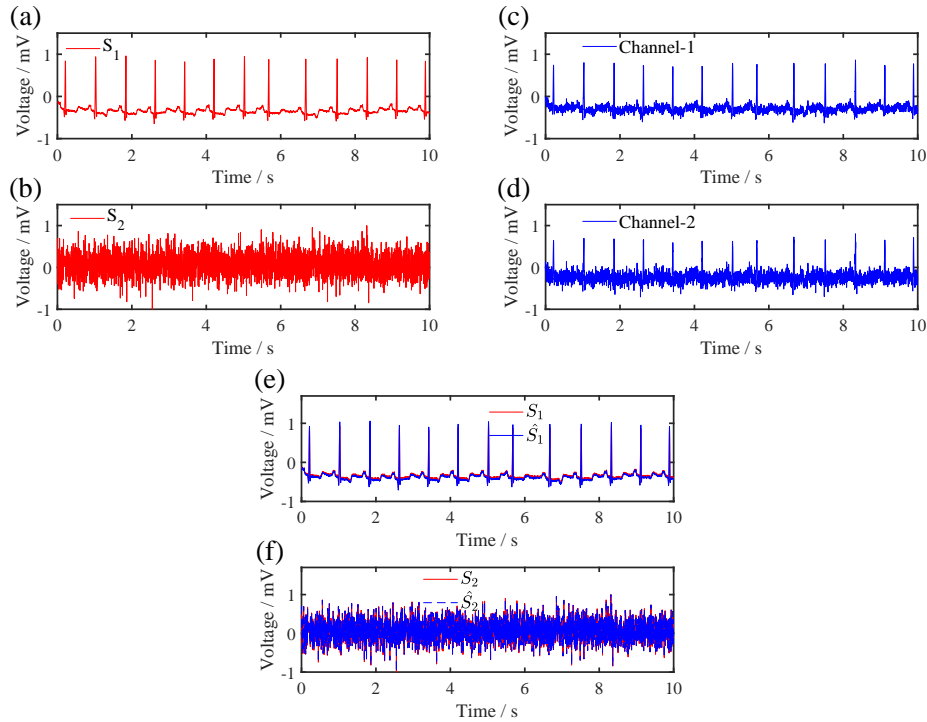 (a)
S1
Voltage / mV
1
0
-1
0 2 4 6 8 10
Time / s
(b)
S2
Voltage / mV
1
0
-1
0 2 4 6 8 10
Time / s
(c)
Channel-1
Voltage / mV
1
0
-1
0 2 4 6 8 10
Time / s
(d)
Channel-2
Voltage / mV
1
0
-1
0 2 4 6 8 10
Time / s
(e)
S1
Ŝ1
Voltage / mV
1
0
-1
0 2 4 6 8 10
Time / s
(f)
S2
Ŝ2
Voltage / mV
1
0
-1
0 2 4 6 8 10
Time / s